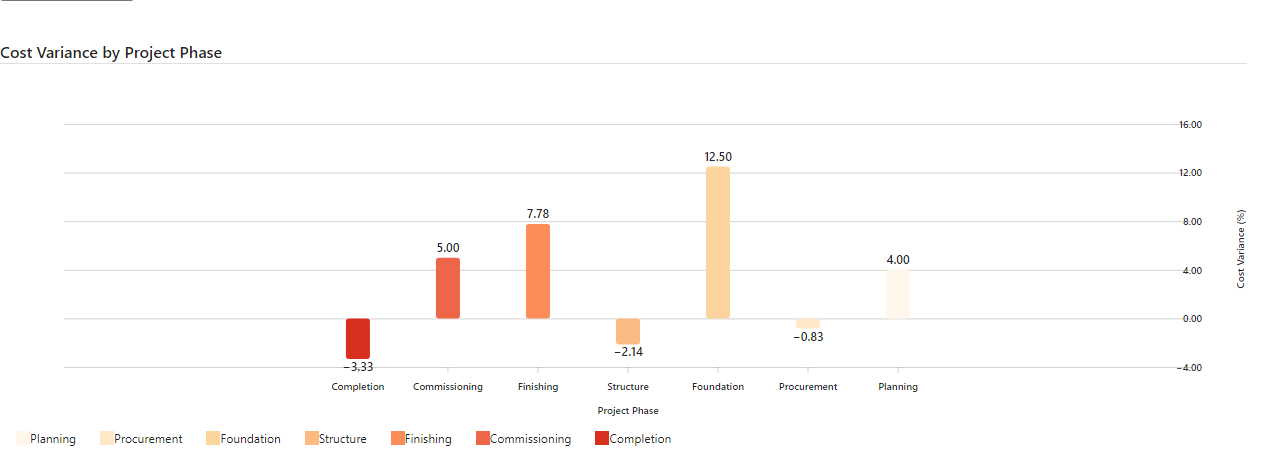 Cost Variance by Project Phase
16.00
12.50
12.00
7.78
8.00
5.00
4.00
4.00
0.00
−0.83
−2.14
−3.33
−4.00
Cost Variance (%)
Completion Commissioning Finishing Structure Foundation Procurement Planning
Project Phase
Planning Procurement Foundation Structure Finishing Commissioning Completion